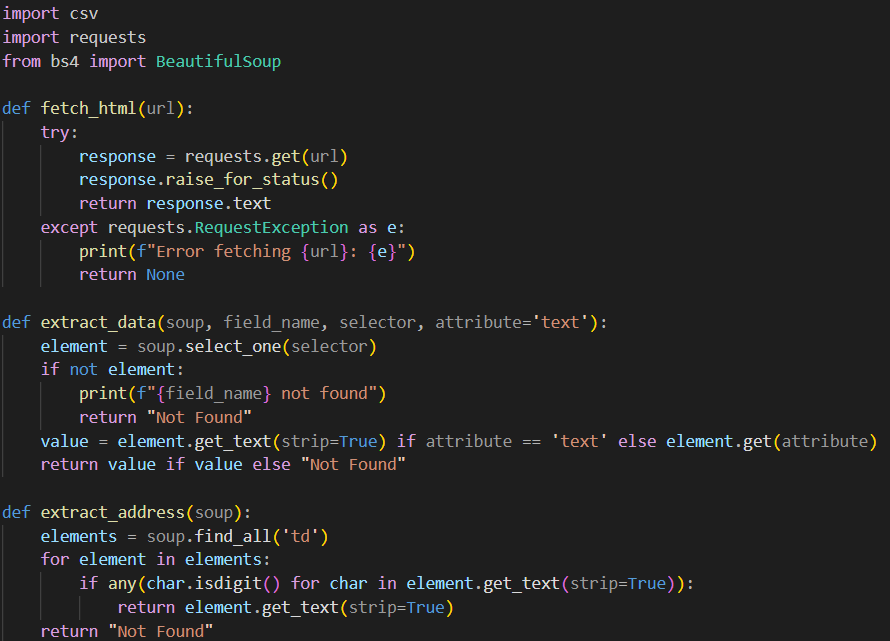 import csv
import requests
from bs4 import BeautifulSoup

def fetch_html(url):
    try:
        response = requests.get(url)
        response.raise_for_status()
        return response.text
    except requests.RequestException as e:
        print(f"Error fetching {url}: {e}")
        return None

def extract_data(soup, field_name, selector, attribute='text'):
    element = soup.select_one(selector)
    if not element:
        print(f"{field_name} not found")
        return "Not Found"
    value = element.get_text(strip=True) if attribute == 'text' else element.get(attribute)
    return value if value else "Not Found"

def extract_address(soup):
    elements = soup.find_all('td')
    for element in elements:
        if any(char.isdigit() for char in element.get_text(strip=True)):
            return element.get_text(strip=True)
    return "Not Found"